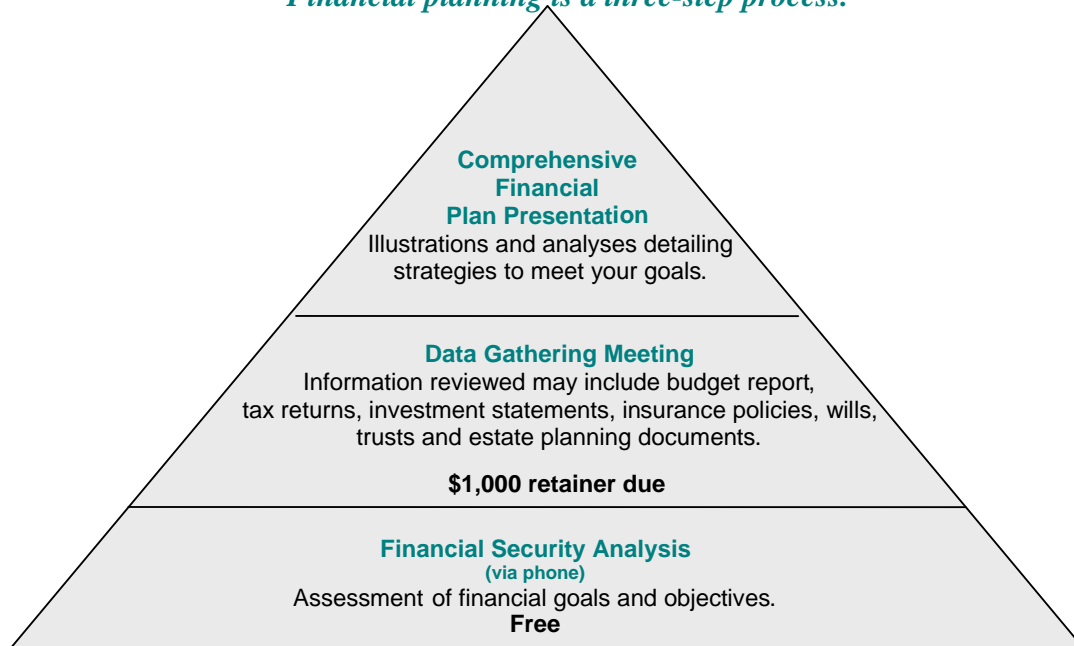 Financial planning is a three-step process.
Comprehensive
Financial
Plan Presentation
Illustrations and analyses detailing
strategies to meet your goals.
Data Gathering Meeting
Information reviewed may include budget report,
tax returns, investment statements, insurance policies, wills,
trusts and estate planning documents.
$1,000 retainer due
Financial Security Analysis
(via phone)
Assessment of financial goals and objectives.
Free